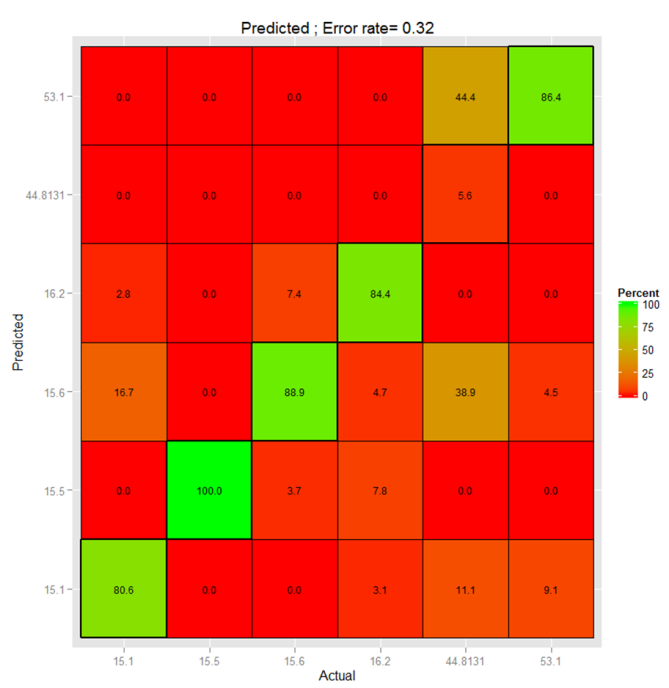 Predicted ; Error rate= 0.32
53.1 0.0 0.0 0.0 0.0 44.4 86.4
44.8131 0.0 0.0 0.0 0.0 5.6 0.0
16.2 2.8 0.0 7.4 84.4 0.0 0.0
15.6 16.7 0.0 88.9 4.7 38.9 4.5
15.5 0.0 100.0 3.7 7.8 0.0 0.0
15.1 80.6 0.0 0.0 3.1 11.1 9.1
15.1 15.5 15.6 16.2 44.8131 53.1
Actual
Predicted
Percent
100
75
50
25
0